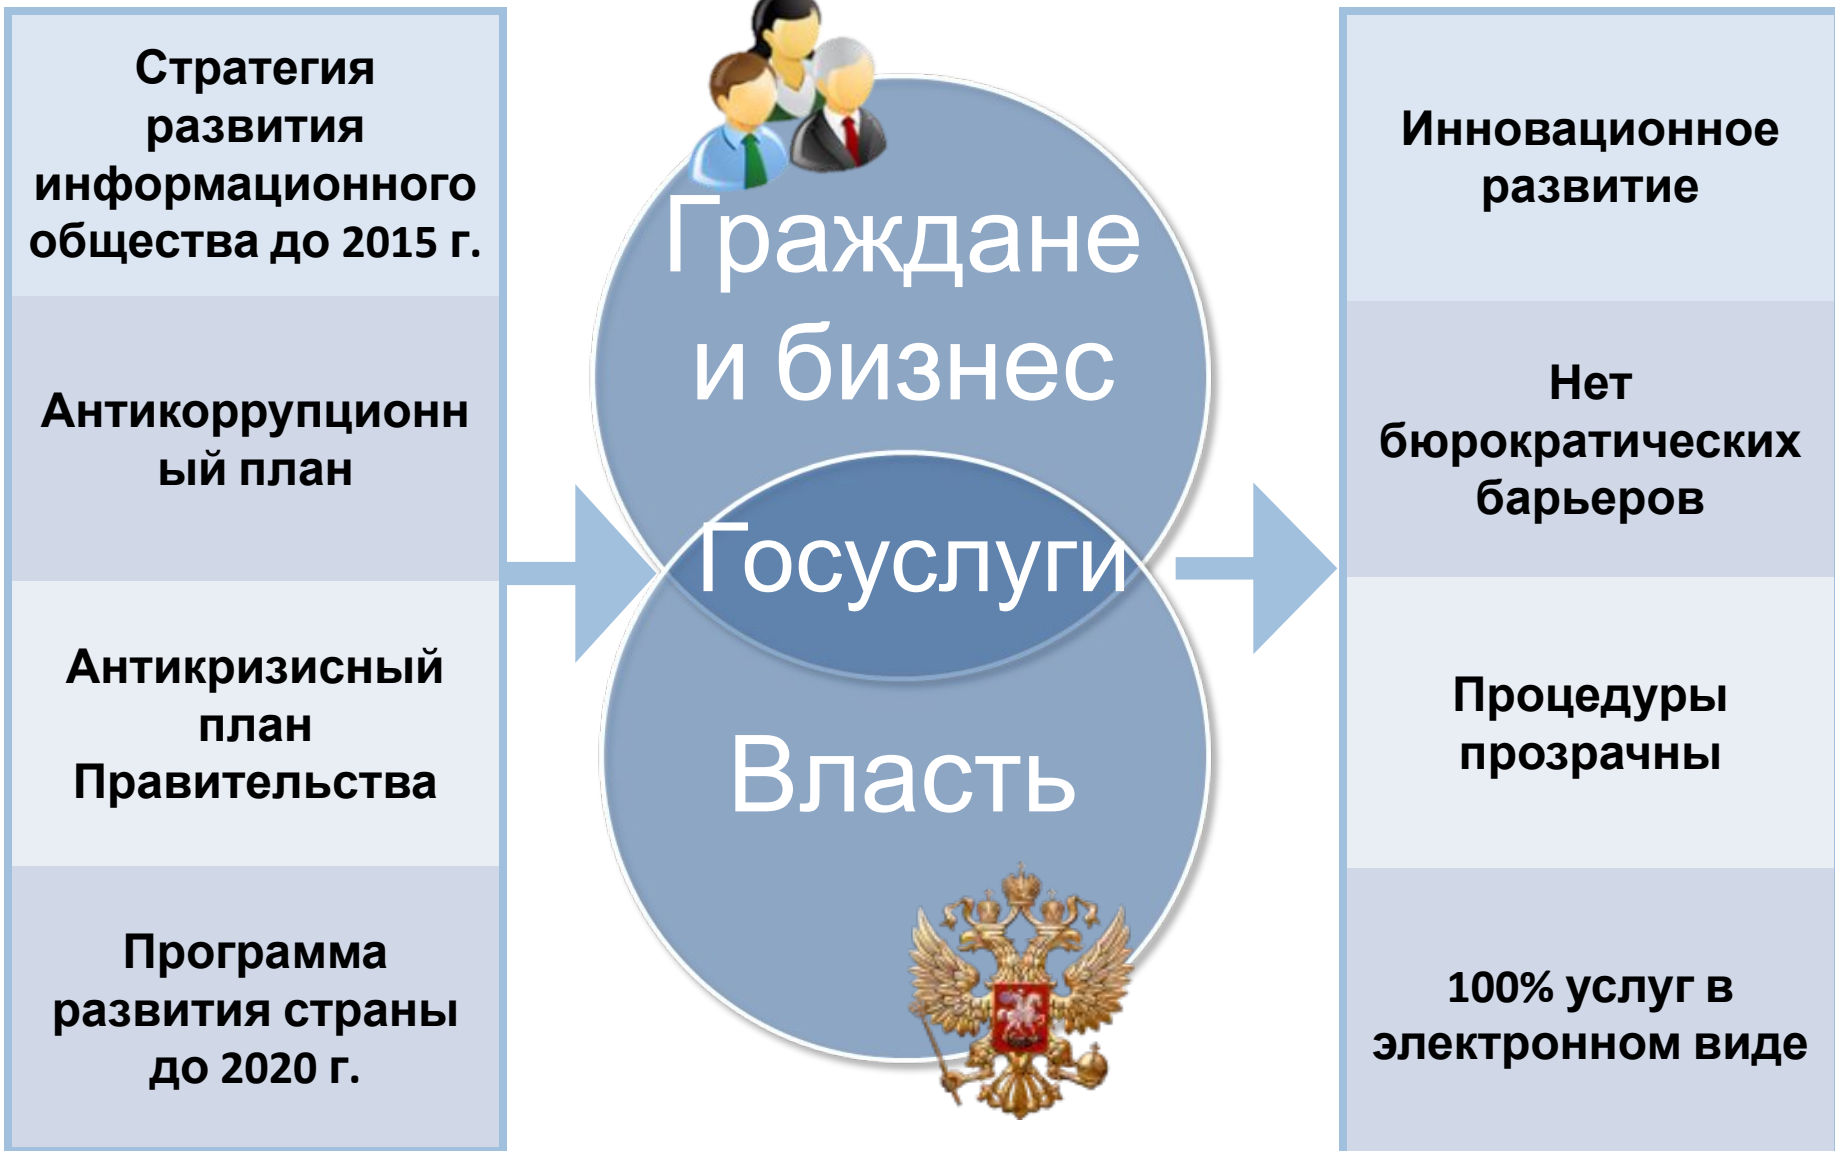 Стратегия
развития
информационного
общества до 2015 г.
Антикоррупционн
ый план
Антикризисный
план
Правительства
Программа
развития страны
до 2020 г.
Граждане
и бизнес
Госуслуги
Власть
Инновационное
развитие
Нет
бюрократических
барьеров
Процедуры
прозрачны
100% услуг в
электронном виде